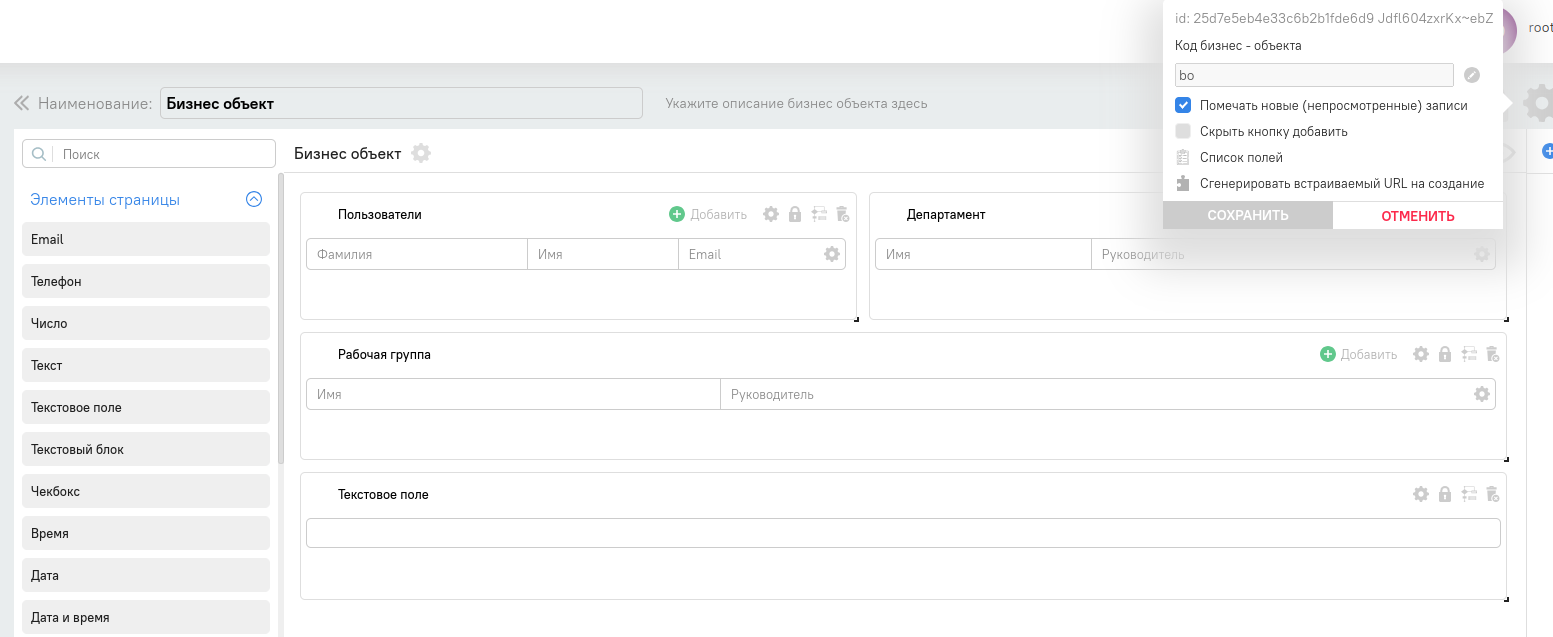 id: 25d7e5eb4e33c6b2b1fde6d9 Jdfl604zxrKx~ebZ
root
Код бизнес - объекта
bo
Наименование: Бизнес объект Укажите описание бизнес объекта здесь
Помечать новые (непросмотренные) записи
Скрыть кнопку добавить
Список полей
Сгенерировать встраиваемый URL на создание
СОХРАНИТЬ ОТМЕНИТЬ
Поиск
Элементы страницы
Email
Телефон
Число
Текст
Текстовое поле
Текстовый блок
Чекбокс
Время
Дата
Дата и время
Бизнес объект
Пользователи Добавить
Фамилия Имя Email
Департамент
Имя Руководитель
Рабочая группа Добавить
Имя Руководитель
Текстовое поле